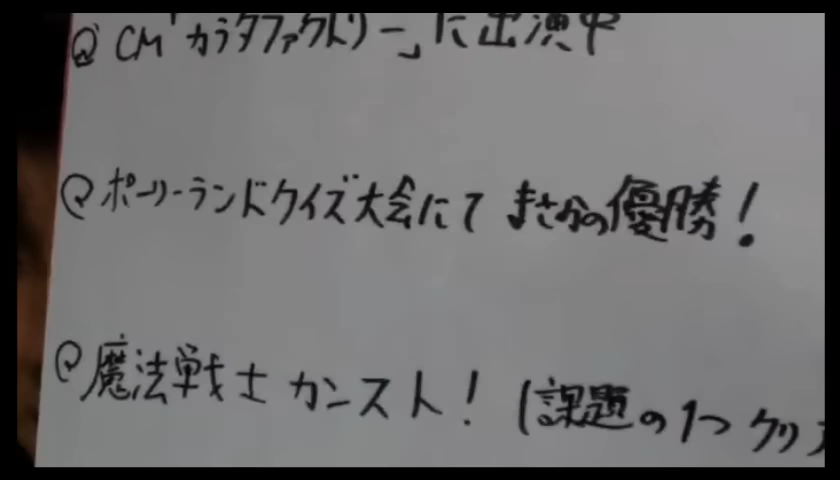 CM「カラダファクトリー」に出演中
ポーランドクイズ大会にて まさかの優勝!
魔法戦士 カンスト! (課題の1つ クリア